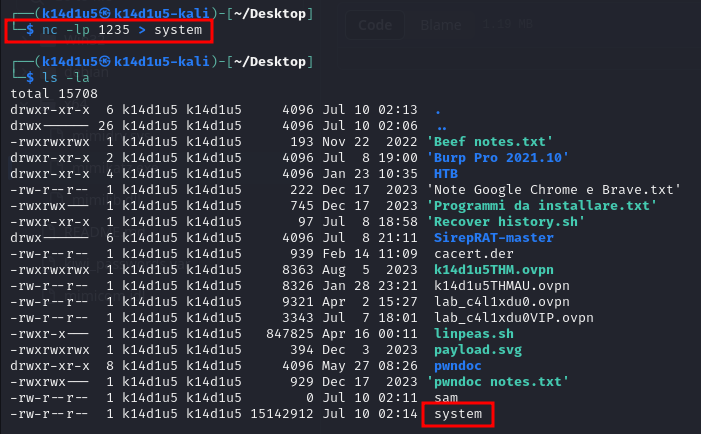 ┌──(k14d1u5㉿k14d1u5-kali)-[~/Desktop]
└─$ nc -lp 1235 > system
┌──(k14d1u5㉿k14d1u5-kali)-[~/Desktop]
└─$ ls -la
total 15708
drwxr-xr-x  6 k14d1u5 k14d1u5     4096 Jul 10 02:13  .
drwx------ 26 k14d1u5 k14d1u5     4096 Jul 10 02:06  ..
-rwxrwxrwx  1 k14d1u5 k14d1u5      193 Nov 22  2022 'Beef notes.txt'
drwxr-xr-x  2 k14d1u5 k14d1u5     4096 Jul  8 19:00 'Burp Pro 2021.10'
drwxr-xr-x  2 k14d1u5 k14d1u5     4096 Jan 23 10:35  HTB
-rw-r--r--  1 k14d1u5 k14d1u5      222 Dec 17  2023 'Note Google Chrome e Brave.txt'
-rwxrwx---  1 k14d1u5 k14d1u5      745 Dec 17  2023 'Programmi da installare.txt'
-rwxr-xr-x  1 k14d1u5 k14d1u5       97 Jul  8 18:58 'Recover history.sh'
drwx------  6 k14d1u5 k14d1u5     4096 Jul  8 21:11  SirepRAT-master
-rw-r--r--  1 k14d1u5 k14d1u5      939 Feb 14 11:09  cacert.der
-rwxrwxrwx  1 k14d1u5 k14d1u5     8363 Aug  5  2023  k14d1u5THM.ovpn
-rw-r--r--  1 k14d1u5 k14d1u5     8326 Jan 28 23:21  k14d1u5THMAU.ovpn
-rw-r--r--  1 k14d1u5 k14d1u5     9321 Apr  2 15:27  lab_c4l1xdu0.ovpn
-rw-r--r--  1 k14d1u5 k14d1u5     3343 Jul  7 18:01  lab_c4l1xdu0VIP.ovpn
-rwxr-x---  1 k14d1u5 k14d1u5   847825 Apr 16 00:11  linpeas.sh
-rwxrwxrwx  1 k14d1u5 k14d1u5      394 Dec  3  2023  payload.svg
drwxr-xr-x  8 k14d1u5 k14d1u5     4096 May 27 08:26  pwndoc
-rwxrwx---  1 k14d1u5 k14d1u5      929 Dec 17  2023 'pwndoc notes.txt'
-rw-r--r--  1 k14d1u5 k14d1u5        0 Jul 10 02:11  sam
-rw-r--r--  1 k14d1u5 k14d1u5 15142912 Jul 10 02:14  system